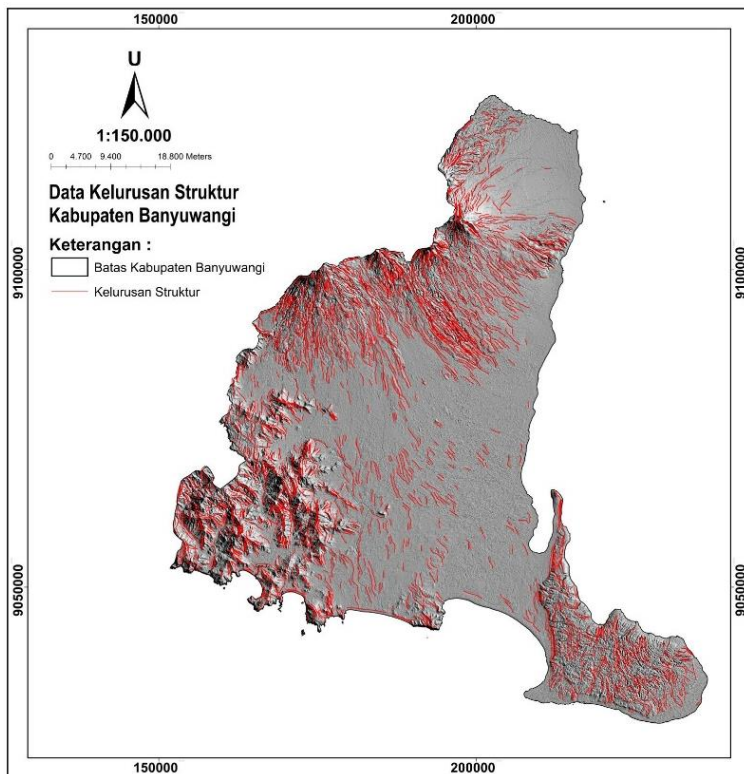 150000 200000
U
1:150.000
0 4.700 9.400 18.800 Meters
Data Kelurusan Struktur
Kabupaten Banyuwangi
Keterangan :
Batas Kabupaten Banyuwangi
Kelurusan Struktur
9100000 9100000
9050000 9050000
150000 200000